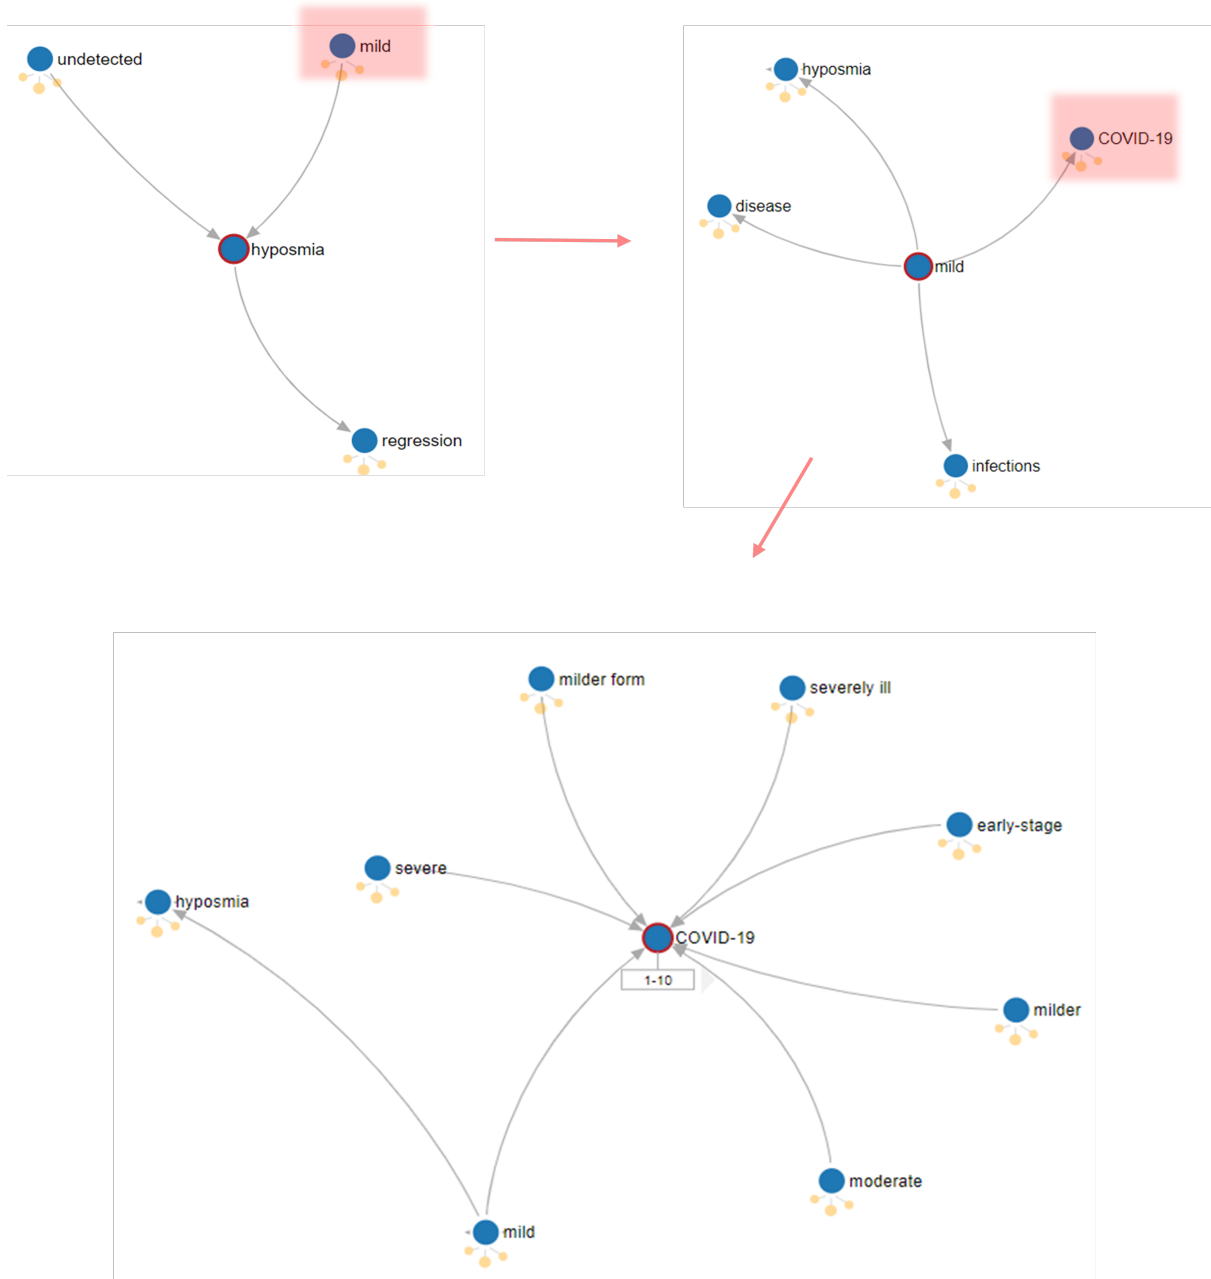 undetected
mild
hyposmia
regression
hyposmia
COVID-19
disease
mild
infections
milder form
severely ill
early-stage
severe
hyposmia
COVID-19
1-10
milder
moderate
mild